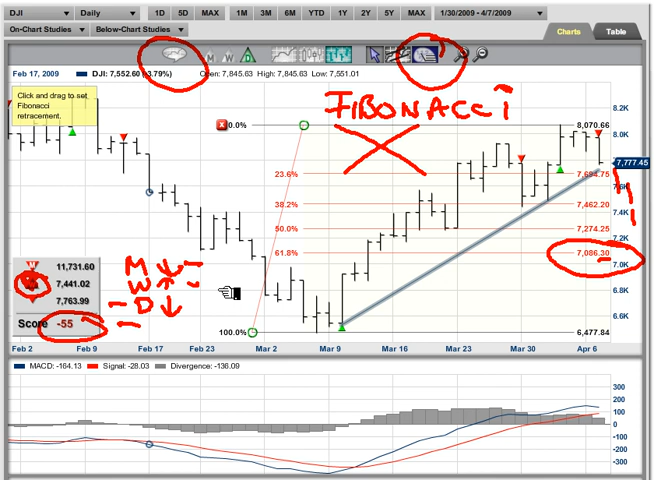 DJI Daily 1D 5D MAX 1M 3M 6M YTD 1Y 2Y 5Y MAX 1/30/2009 - 4/7/2009
On-Chart Studies Below-Chart Studies Charts Table
M W D
Feb 17, 2009 DJI: 7,552.60 (-3.79%) Open: 7,845.63 High: 7,845.63 Low: 7,551.01
Click and drag to set
Fibonacci
retracement.
FIBONACCI
0.0% 8,070.66
23.6% 7,694.75
38.2% 7,462.20
50.0% 7,274.25
61.8% 7,086.30
100.0% 6,477.84
8.2K
8.0K
7,777.45
7.6K
7.4K
7.2K
7.0K
6.8K
6.6K
11,731.60
7,441.02
7,763.99
Score -55
M
W
D
Feb 2 Feb 9 Feb 17 Feb 23 Mar 2 Mar 9 Mar 16 Mar 23 Mar 30 Apr 6
MACD: -164.13 Signal: -28.03 Divergence: -136.09
300
200
100
0
-100
-200
-300